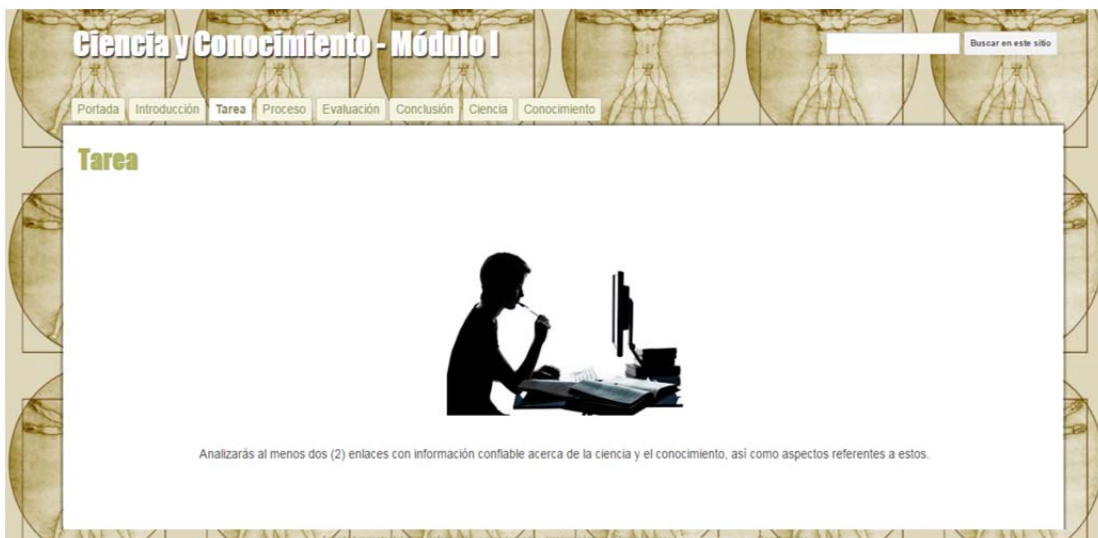 Ciencia y Conocimiento - Módulo I
Buscar en este sitio
Portada Introducción Tarea Proceso Evaluación Conclusión Ciencia Conocimiento
Tarea
Analizarás al menos dos (2) enlaces con información confiable acerca de la ciencia y el conocimiento, así como aspectos referentes a estos.